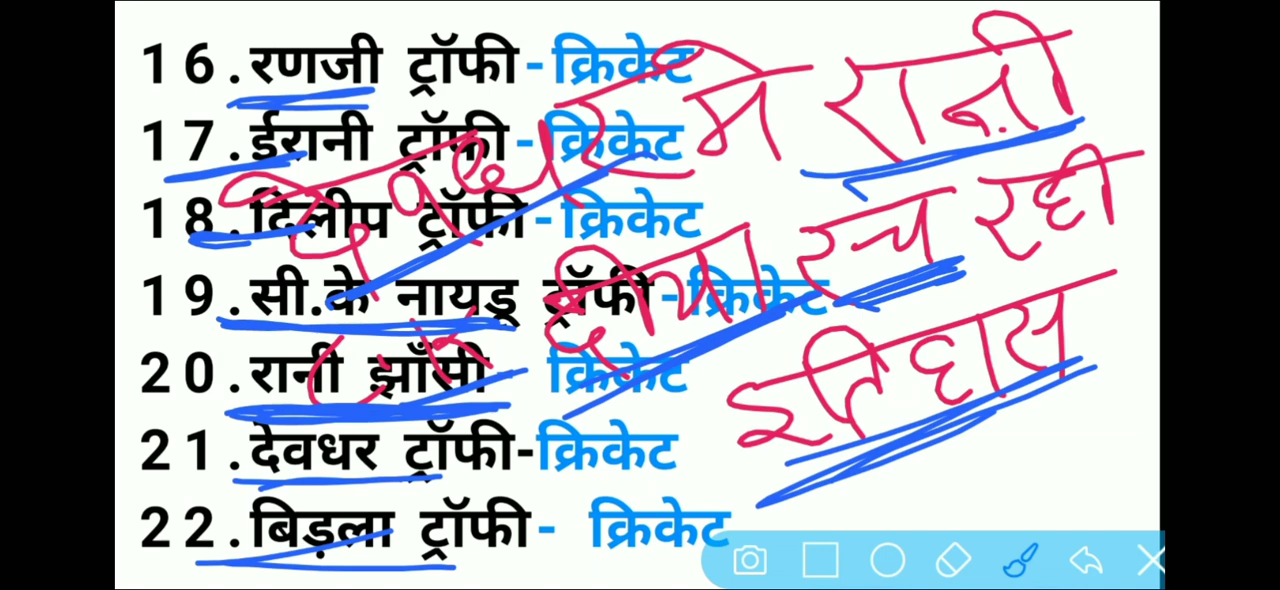 16.रणजी ट्रॉफी-क्रिकेट
17.ईरानी ट्रॉफी-क्रिकेट
18.दिलीप ट्रॉफी-क्रिकेट
19.सी.के नायडू ट्रॉफी-क्रिकेट
20.रानी झाँसी क्रिकेट
21.देवधर ट्रॉफी-क्रिकेट
22.बिड़ला ट्रॉफी- क्रिकेट
में रानी
C.K दीया रच रही
इतिहास